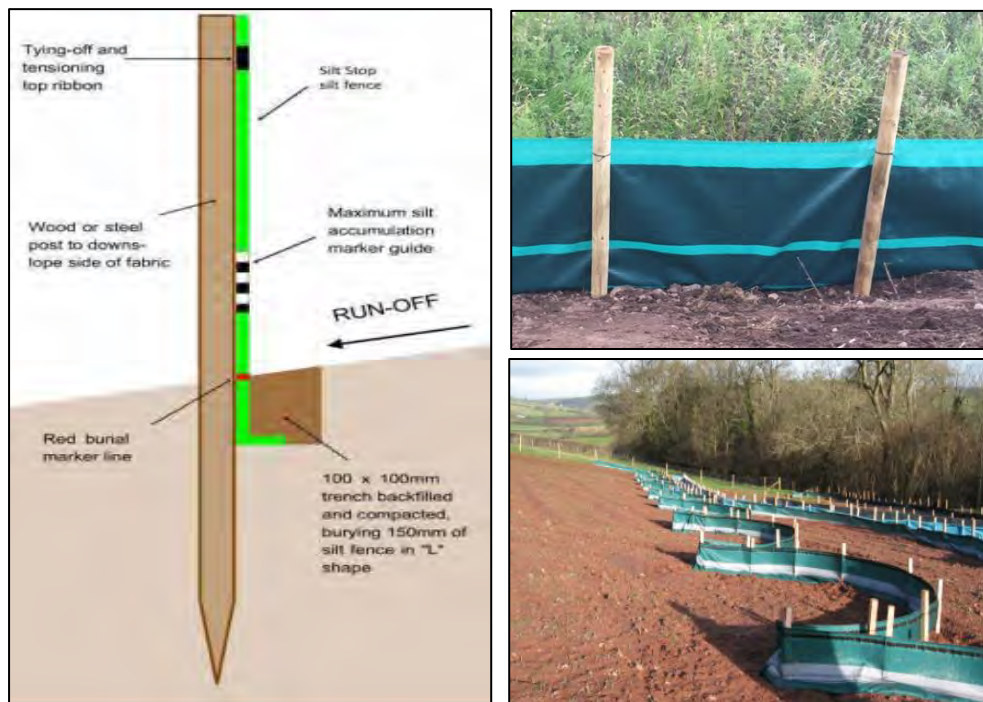 Tying-off and
tensioning
top ribbon
Silt Stop
silt fence
Wood or steel
post to downs-
lope side of fabric
Maximum silt
accumulation
marker guide
RUN-OFF
Red burial
marker line
100 x 100mm
trench backfilled
and compacted,
burying 150mm of
silt fence in "L"
shape